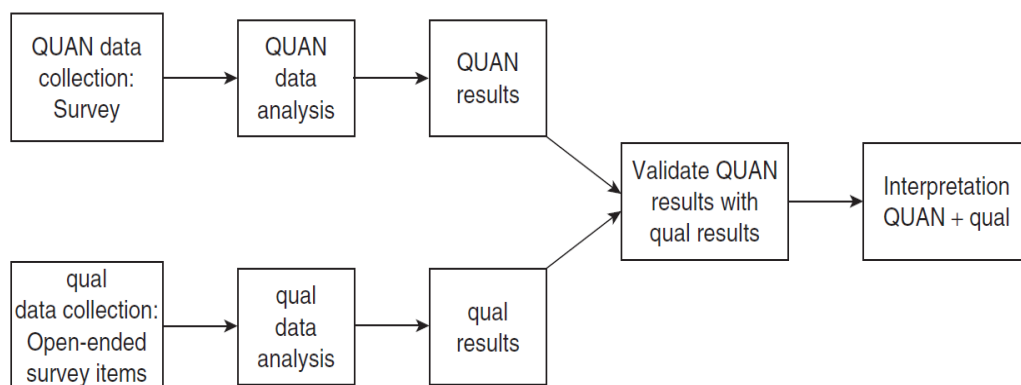 QUAN data
collection:
Survey
QUAN
data
analysis
QUAN
results
Validate QUAN
results with
qual results
Interpretation
QUAN + qual
qual
data collection:
Open-ended
survey items
qual
data
analysis
qual
results